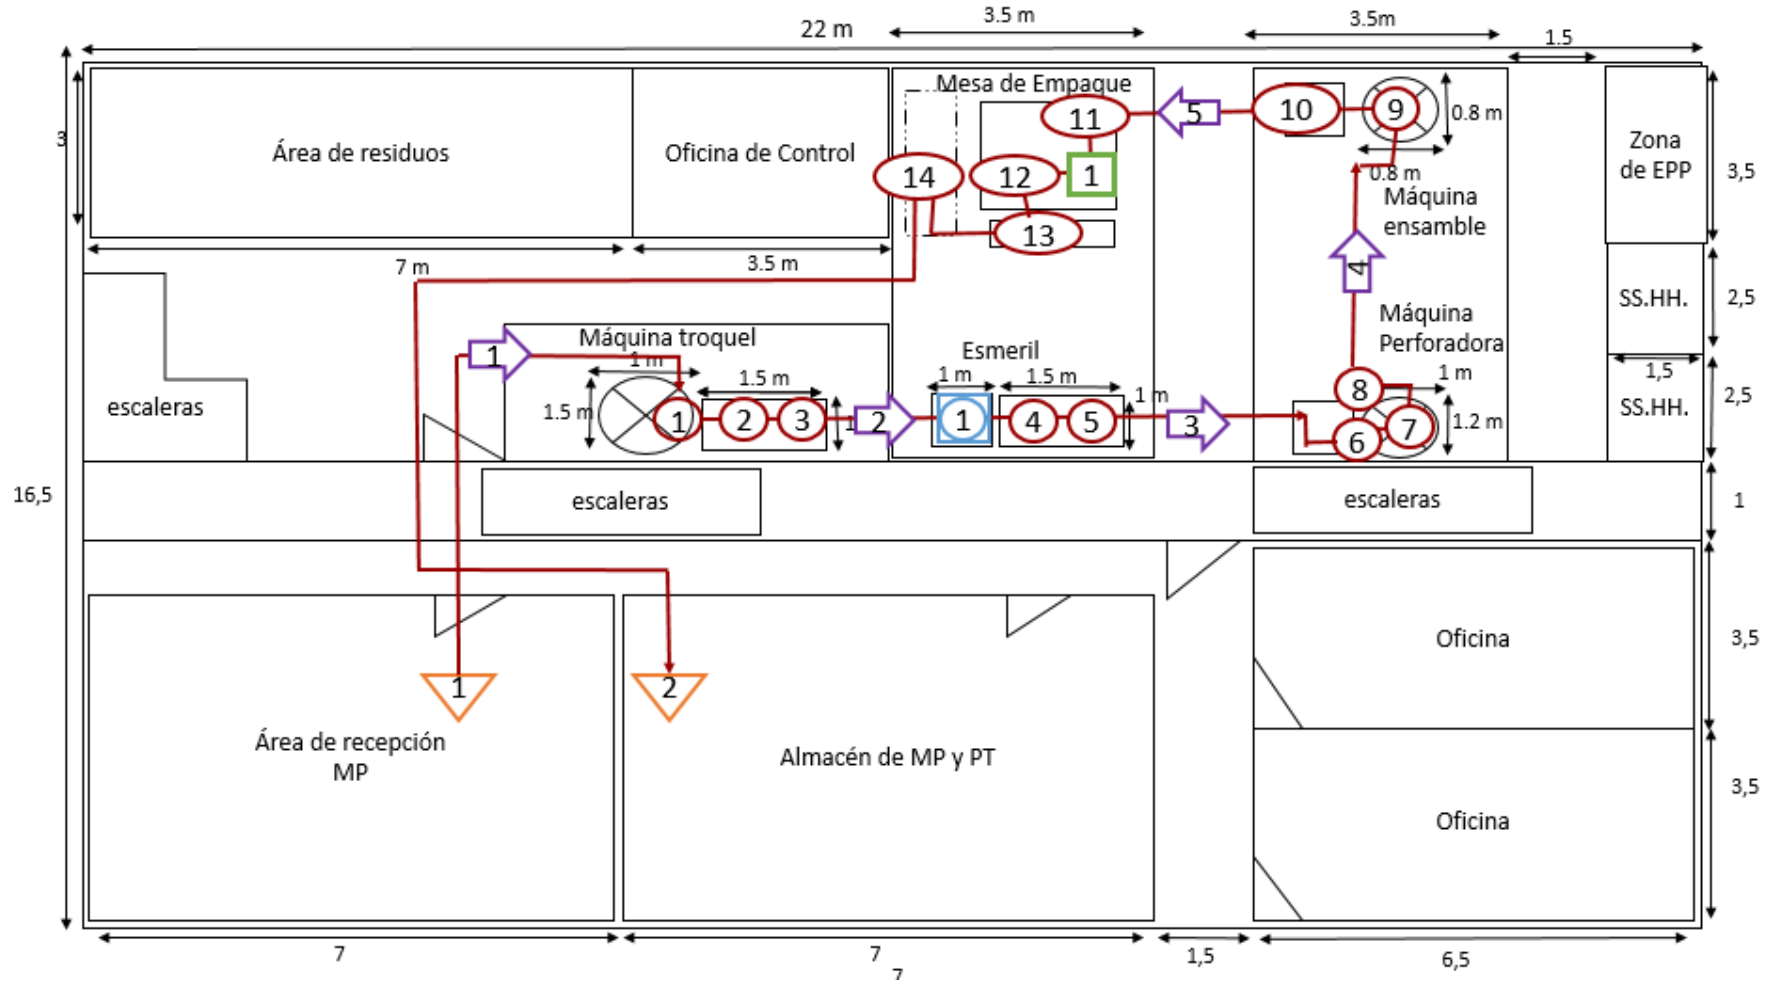 3.5 m
3.5m
22 m
1.5
Mesa de Empaque
11
5
10
9
0.8 m
3
Área de residuos
Oficina de Control
14
12
1
0.8 m
Zona
de EPP
3,5
Máquina
ensamble
13
7 m
3.5 m
4
SS.HH.
2,5
Máquina
Perforadora
1
Máquina troquel
1 m
Esmeril
1 m
1.5 m
1.5 m
1 m
1 m
1,5
escaleras
1.5 m
1
2
3
1
2
1
4
5
3
8
6
7
1.2 m
SS.HH.
2,5
16,5
escaleras
escaleras
1
Oficina
3,5
1
2
Área de recepción
MP
Almacén de MP y PT
3,5
Oficina
7
7
7
1,5
6,5